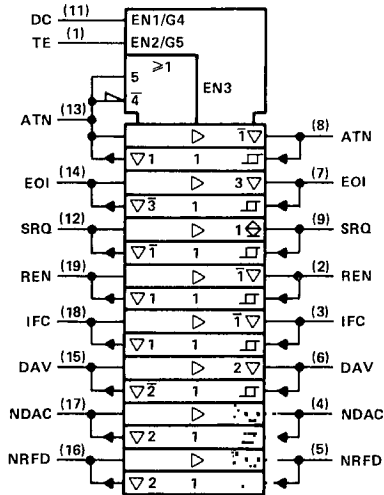 DC (11) EN1/G4
TE (1) EN2/G5
≥1
5 EN3
4̅
ATN (13)
▷ 1̅ ▽ (8) ATN
▽ 1 1
EOI (14) ▷ 3 ▽ (7) EOI
▽ 3̅ 1
SRQ (12) ▷ 1 (9) SRQ
▽ 1̅ 1
REN (19) ▷ 1̅ ▽ (2) REN
▽ 1 1
IFC (18) ▷ 1̅ ▽ (3) IFC
▽ 1 1
DAV (15) ▷ 2 ▽ (6) DAV
▽ 2̅ 1
NDAC (17) ▷ (4) NDAC
▽ 2 1
NRFD (16) ▷ (5) NRFD
▽ 2 1